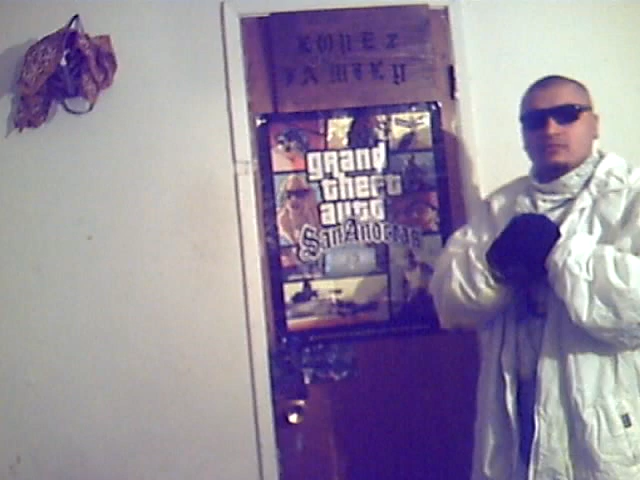 LOPEZ
FAMILY
grand
theft
auto
San Andreas